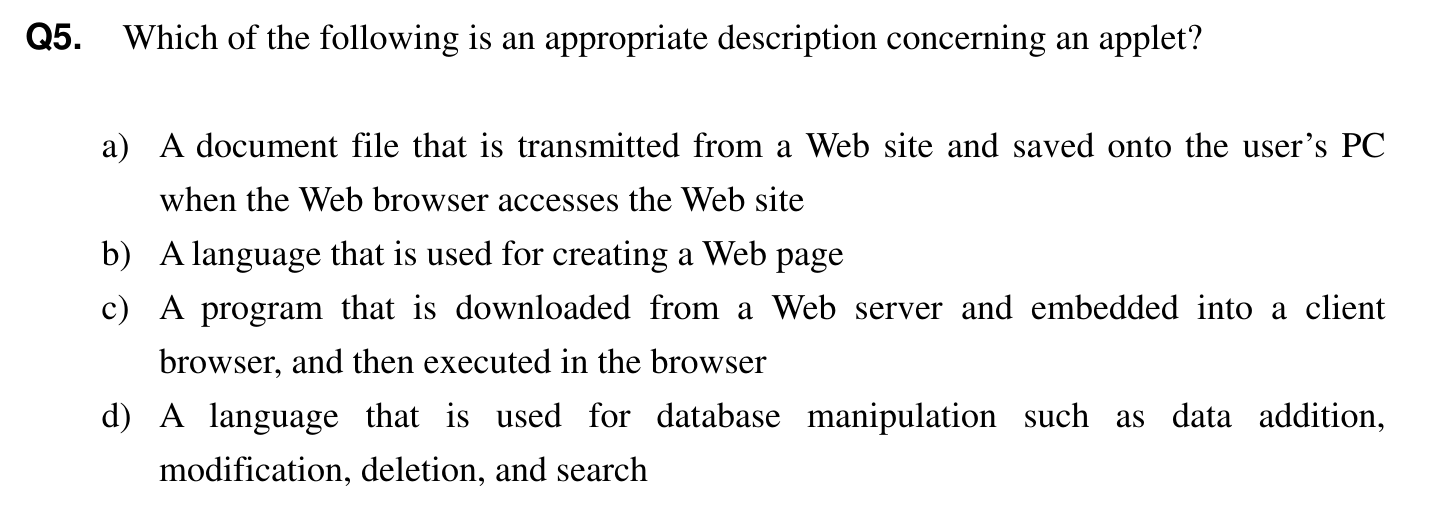 Q5. Which of the following is an appropriate description concerning an applet?
a) A document file that is transmitted from a Web site and saved onto the user’s PC
when the Web browser accesses the Web site
b) A language that is used for creating a Web page
c) A program that is downloaded from a Web server and embedded into a client
browser, and then executed in the browser
d) A language that is used for database manipulation such as data addition,
modification, deletion, and search